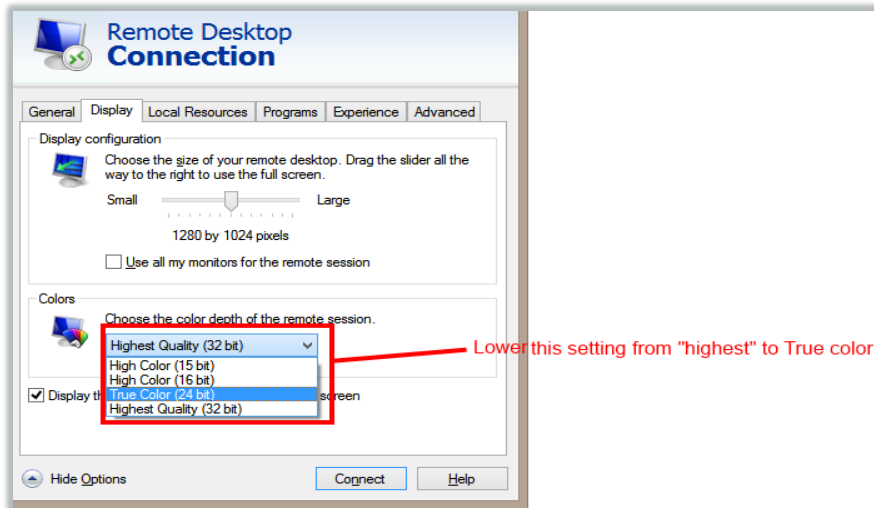 Remote Desktop
Connection
General Display Local Resources Programs Experience Advanced
Display configuration
Choose the size of your remote desktop. Drag the slider all the
way to the right to use the full screen.
Small Large
1280 by 1024 pixels
Use all my monitors for the remote session
Colors
Choose the color depth of the remote session.
Highest Quality (32 bit)
Lower this setting from "highest" to True color
High Color (15 bit)
High Color (16 bit)
True Color (24 bit)
Highest Quality (32 bit)
Display screen
Hide Options Connect Help